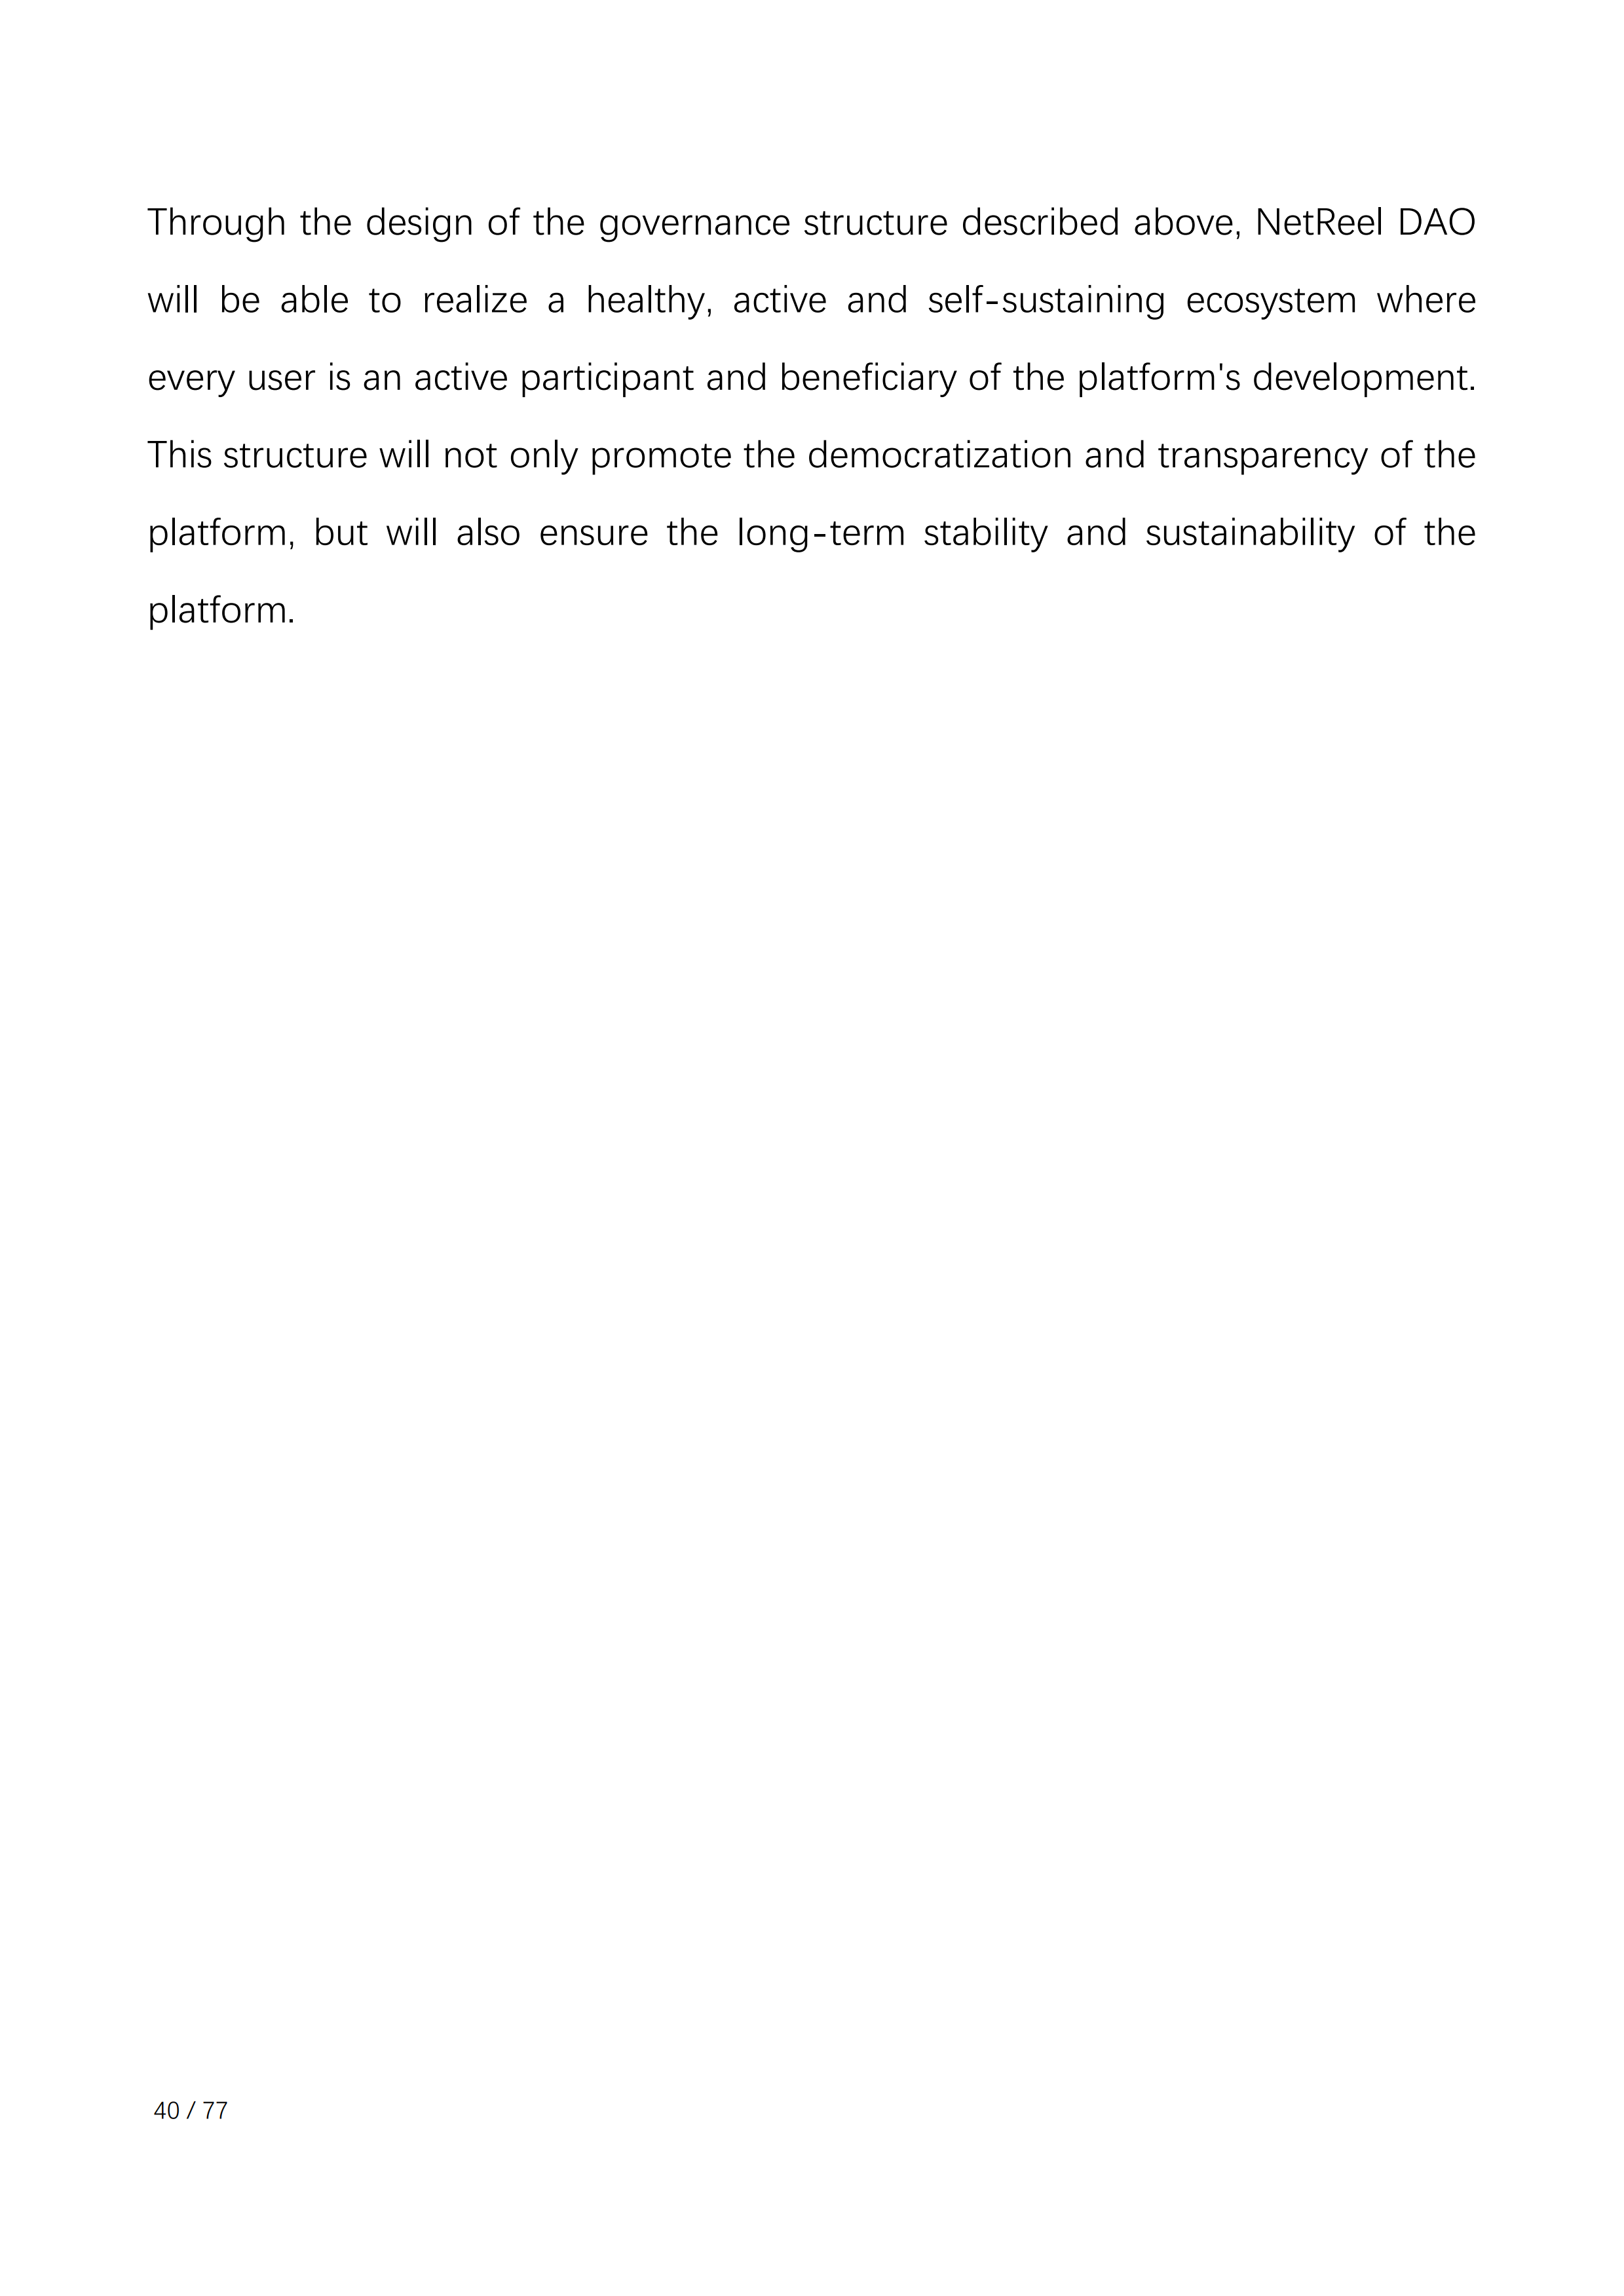 Through the design of the governance structure described above, NetReel DAO
will be able to realize a healthy, active and self-sustaining ecosystem where
every user is an active participant and beneficiary of the platform's development.
This structure will not only promote the democratization and transparency of the
platform, but will also ensure the long-term stability and sustainability of the
platform.
40 / 77